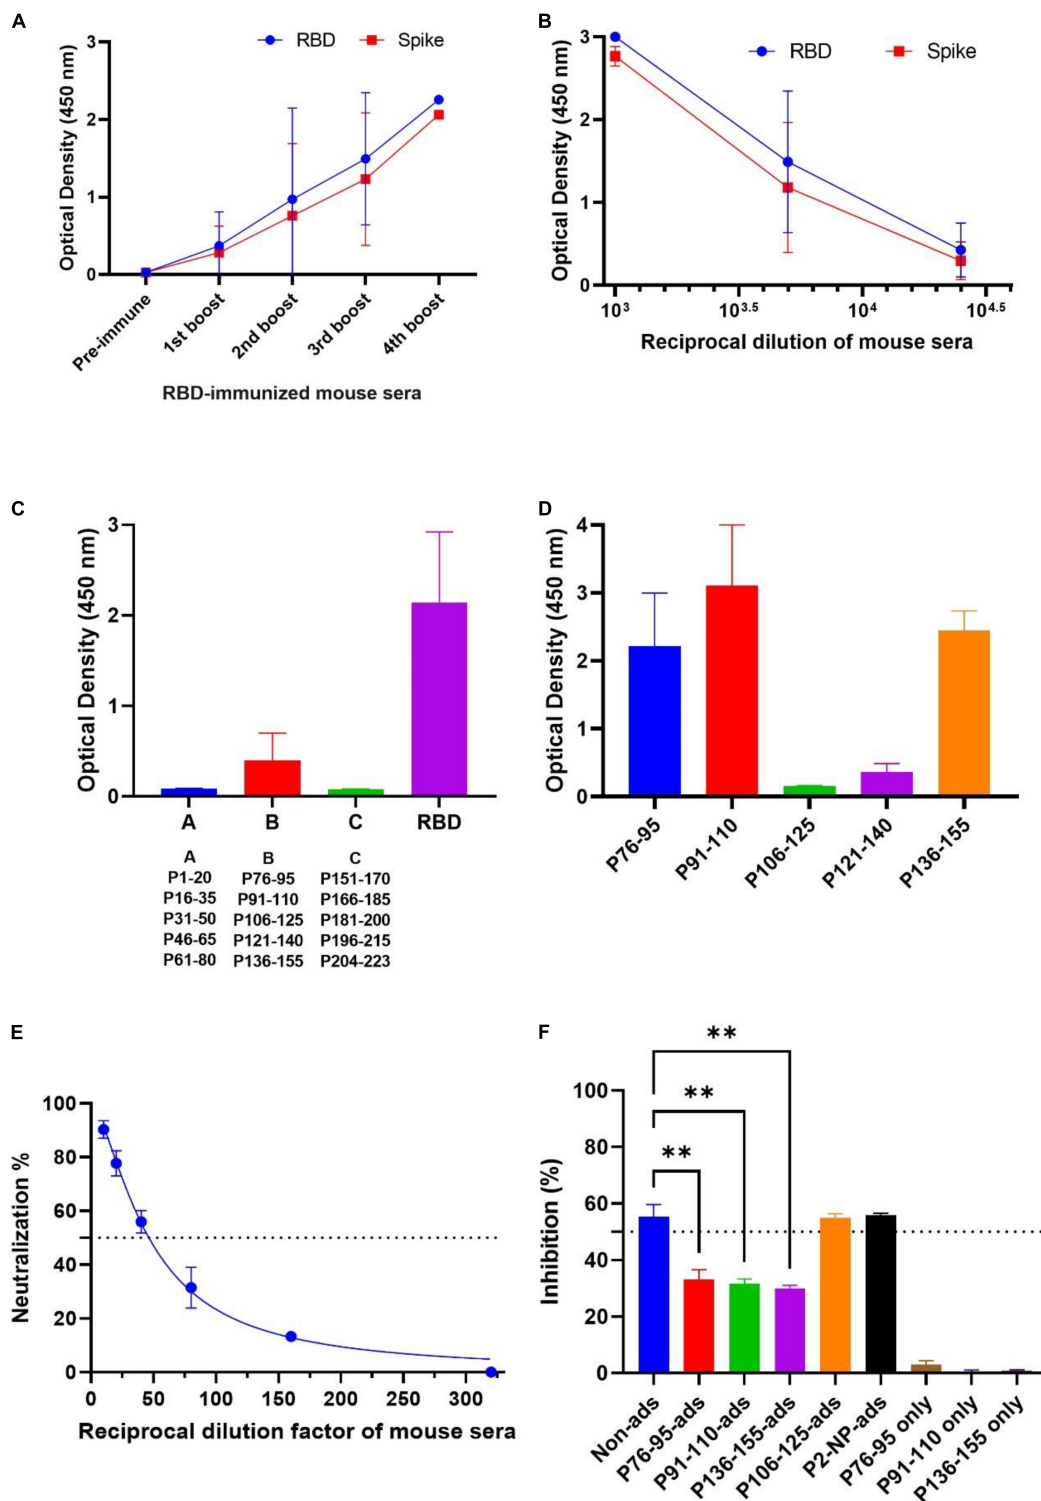 A
RBD
Spike
Optical Density (450 nm)
3
2
1
0
Pre-immune
1st boost
2nd boost
3rd boost
4th boost
RBD-immunized mouse sera
B
RBD
Spike
Optical Density (450 nm)
3
2
1
0
10^3
10^3.5
10^4
10^4.5
Reciprocal dilution of mouse sera
C
Optical Density (450 nm)
3
2
1
0
A B C RBD
A B C
P1-20 P76-95 P151-170
P16-35 P91-110 P166-185
P31-50 P106-125 P181-200
P46-65 P121-140 P196-215
P61-80 P136-155 P204-223
D
Optical Density (450 nm)
4
3
2
1
0
P76-95
P91-110
P106-125
P121-140
P136-155
E
Neutralization %
100
80
60
40
20
0
0 50 100 150 200 250 300
Reciprocal dilution factor of mouse sera
F
**
**
**
Inhibition (%)
100
80
60
40
20
0
Non-ads
P76-95-ads
P91-110-ads
P136-155-ads
P106-125-ads
P2-NP-ads
P76-95 only
P91-110 only
P136-155 only